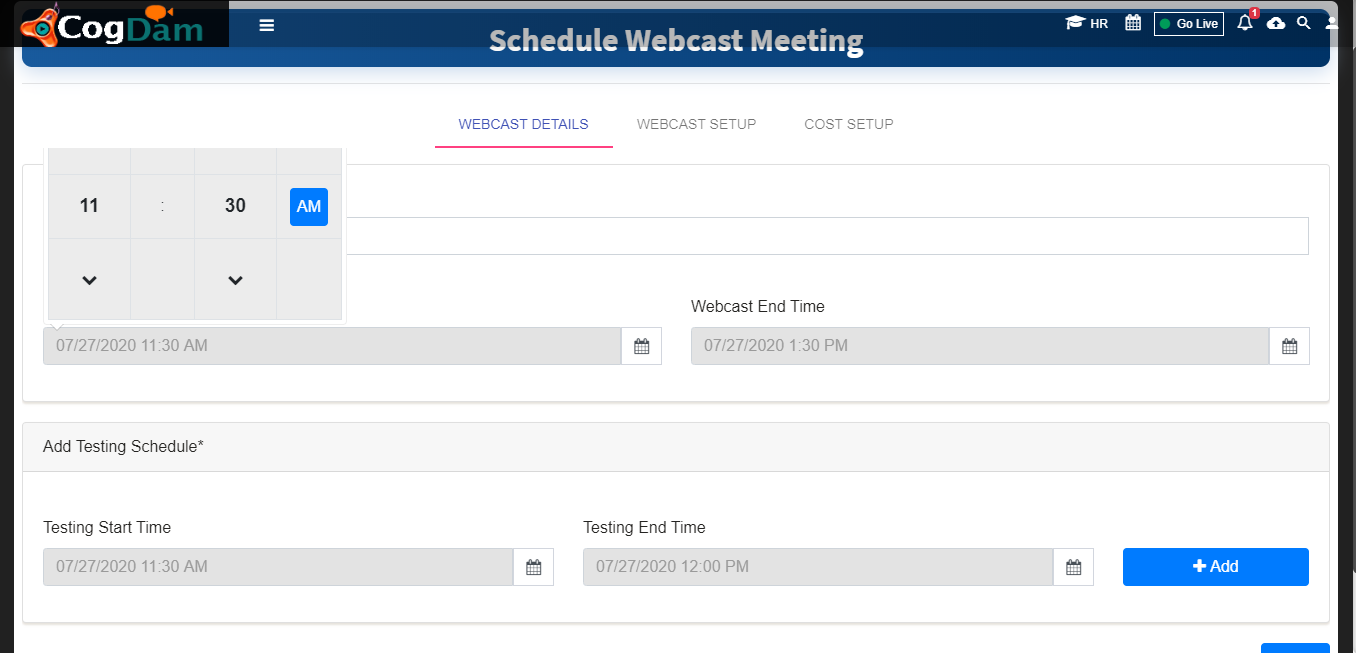 CogDam
HR
Go Live
1
Schedule Webcast Meeting
WEBCAST DETAILS
WEBCAST SETUP
COST SETUP
11 : 30 AM
Webcast End Time
07/27/2020 11:30 AM
07/27/2020 1:30 PM
Add Testing Schedule*
Testing Start Time
Testing End Time
07/27/2020 11:30 AM
07/27/2020 12:00 PM
Add